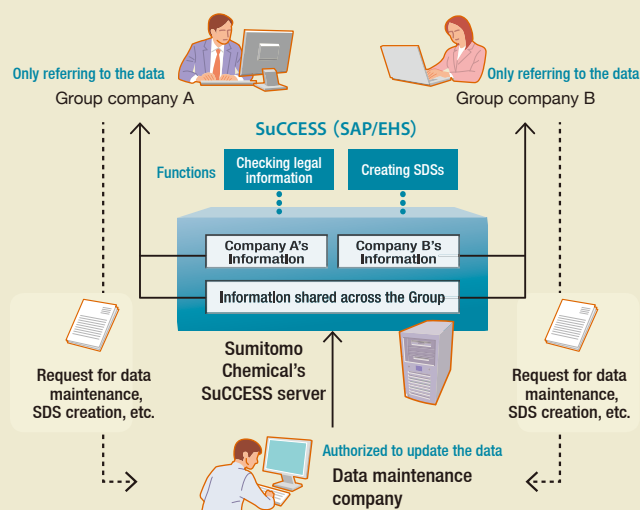 Only referring to the data
Group company A
Only referring to the data
Group company B
SuCCESS (SAP/EHS)
Functions
Checking legal
information
Creating SDSs
Company A's
Information
Company B's
Information
Information shared across the Group
Sumitomo
Chemical's
SuCCESS server
Request for data
maintenance,
SDS creation, etc.
Request for data
maintenance,
SDS creation, etc.
Authorized to update the data
Data maintenance
company